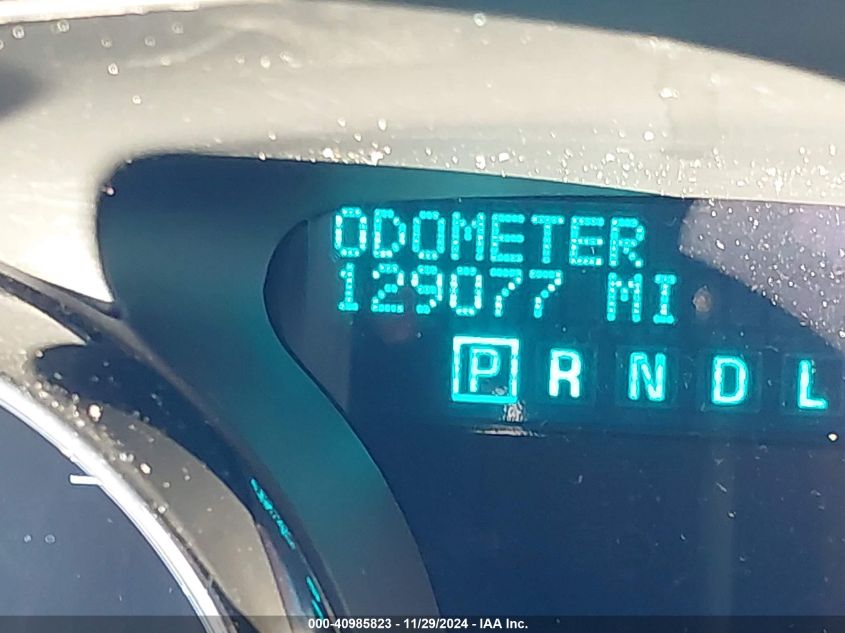 ODOMETER
129077 MI
P R N D L
000-40985823 - 11/29/2024 - IAA Inc.